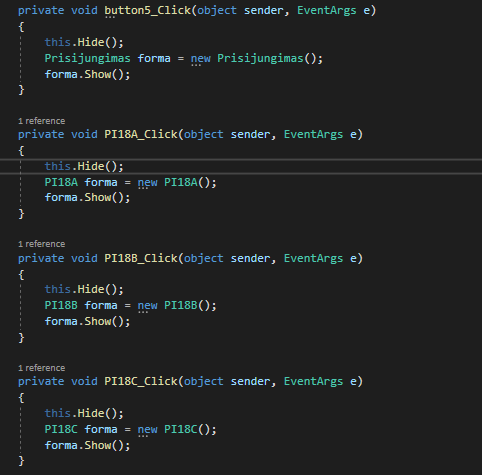 private void button5_Click(object sender, EventArgs e)
{
this.Hide();
Prisijungimas forma = new Prisijungimas();
forma.Show();
}
1 reference
private void PI18A_Click(object sender, EventArgs e)
{
this.Hide();
PI18A forma = new PI18A();
forma.Show();
}
1 reference
private void PI18B_Click(object sender, EventArgs e)
{
this.Hide();
PI18B forma = new PI18B();
forma.Show();
}
1 reference
private void PI18C_Click(object sender, EventArgs e)
{
this.Hide();
PI18C forma = new PI18C();
forma.Show();
}